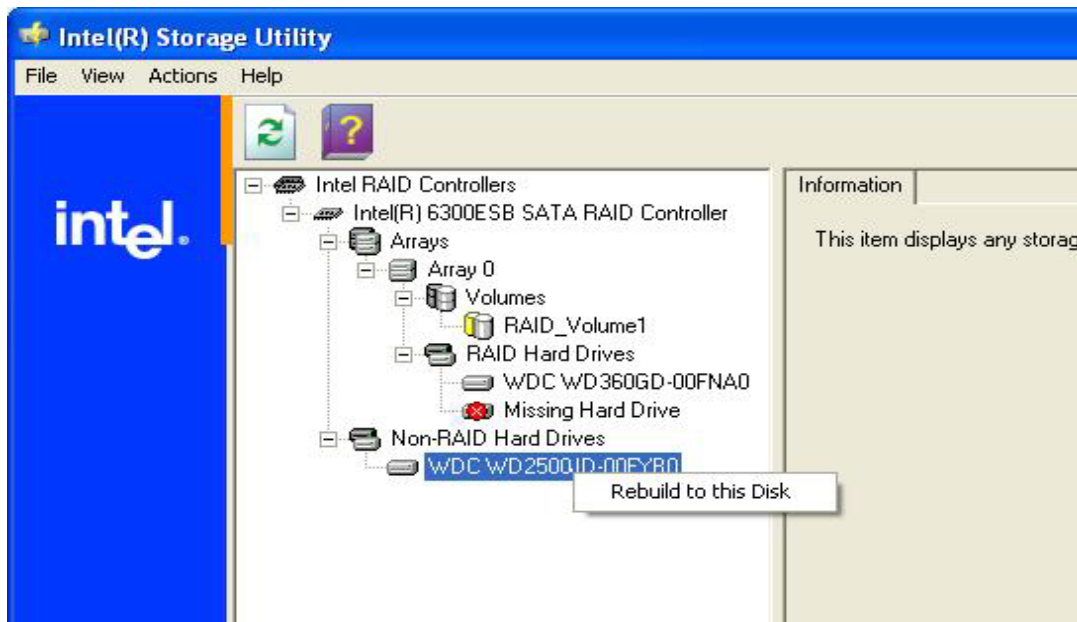 Intel(R) Storage Utility
File View Actions Help
?
intel.
Intel RAID Controllers
Intel(R) 6300ESB SATA RAID Controller
Arrays
Array 0
Volumes
RAID_Volume1
RAID Hard Drives
WDC WD360GD-00FNA0
Missing Hard Drive
Non-RAID Hard Drives
WDC WD2500JD-00FYB0
Rebuild to this Disk
Information
This item displays any storag